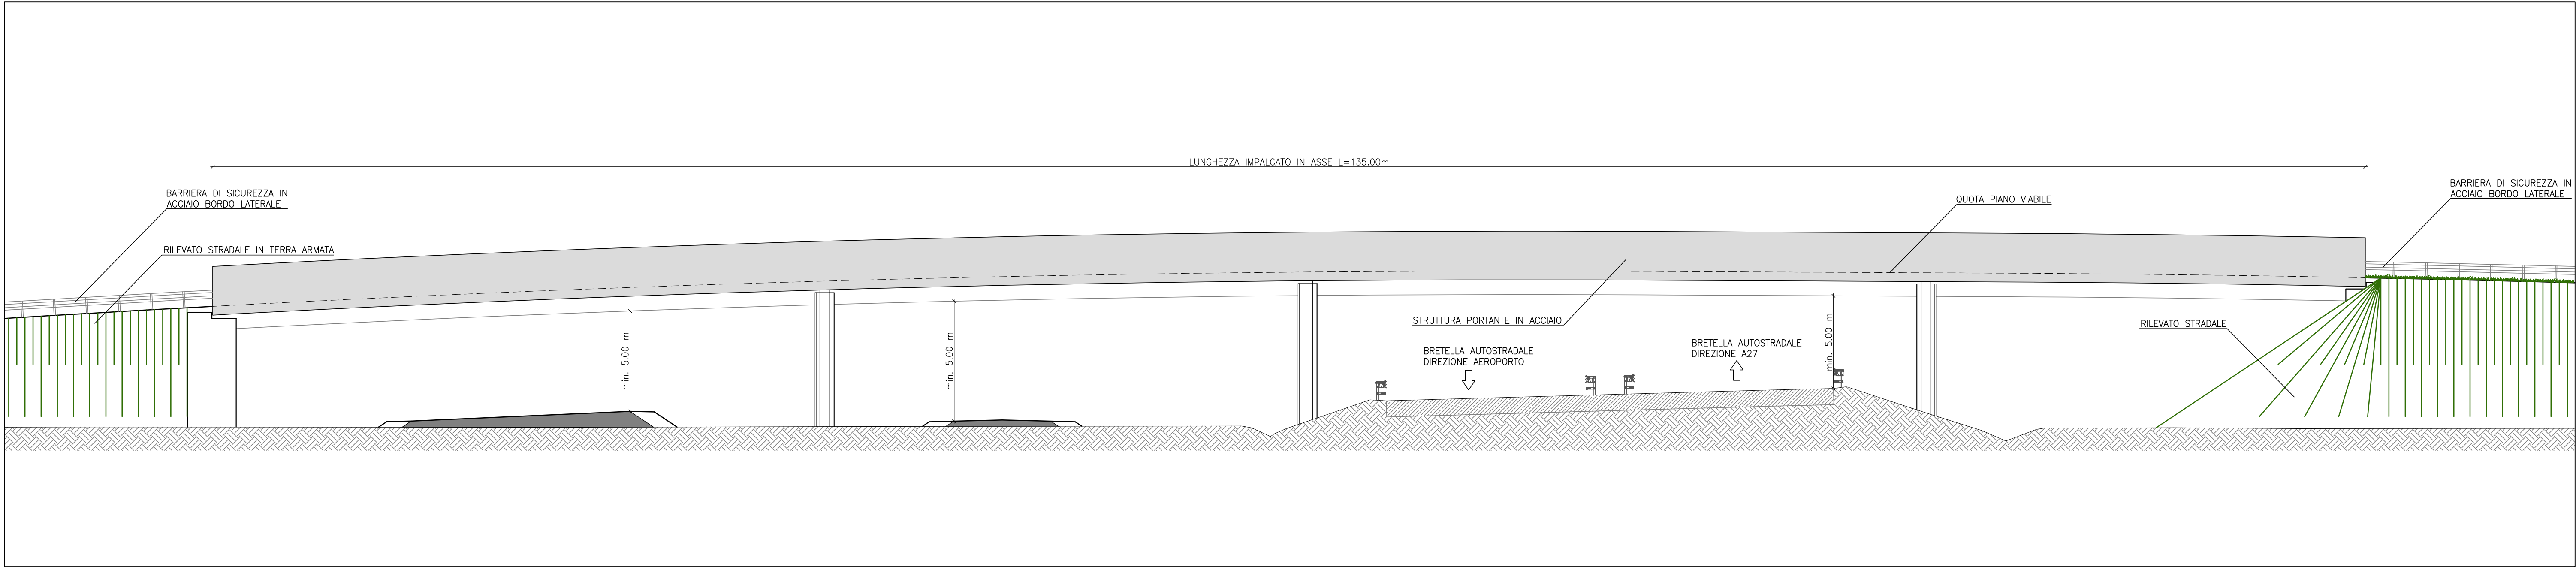 LUNGHEZZA IMPALCATO IN ASSE L=135.00m
BARRIERA DI SICUREZZA IN
ACCIAIO BORDO LATERALE
RILEVATO STRADALE IN TERRA ARMATA
QUOTA PIANO VIABILE
BARRIERA DI SICUREZZA IN
ACCIAIO BORDO LATERALE
min. 5.00 m
min. 5.00 m
STRUTTURA PORTANTE IN ACCIAIO
BRETELLA AUTOSTRADALE
DIREZIONE AEROPORTO
BRETELLA AUTOSTRADALE
DIREZIONE A27
min. 5.00 m
RILEVATO STRADALE